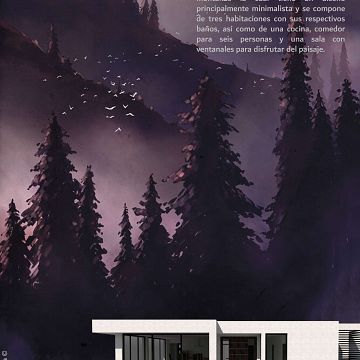 principalmente minimalista y se compone
de tres habitaciones con sus respectivos
baños, así como de una cocina, comedor
para seis personas y una sala con
ventanales para disfrutar del paisaje.